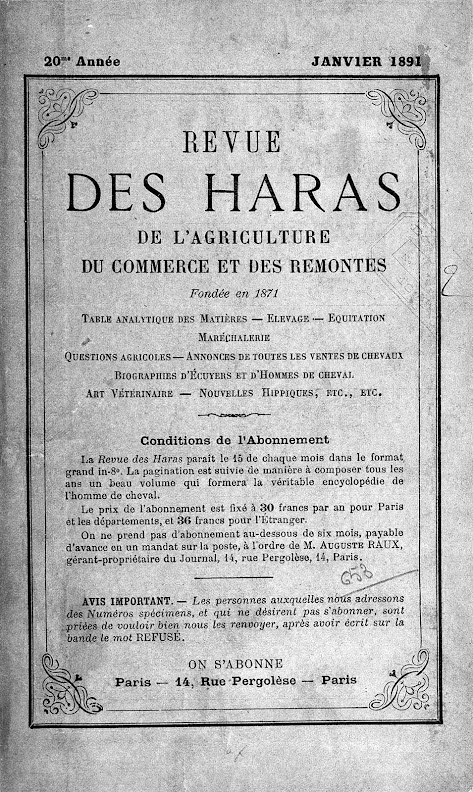 20me Année JANVIER 1891
REVUE
DES HARAS
DE L'AGRICULTURE
DU COMMERCE ET DES REMONTES
Fondée en 1871
TABLE ANALYTIQUE DES MATIÈRES — ELEVAGE — EQUITATION
MARÉCHALERIE
QUESTIONS AGRICOLES — ANNONCES DE TOUTES LES VENTES DE CHEVAUX
BIOGRAPHIES D'ÉCUYERS ET D'HOMMES DE CHEVAL
ART VÉTÉRINAIRE — NOUVELLES HIPPIQUES, ETC., ETC.
Conditions de l'Abonnement
La Revue des Haras paraît le 15 de chaque mois dans le format
grand in-8°. La pagination est suivie de manière à composer tous les
ans un beau volume qui formera la véritable encyclopédie de
l'homme de cheval.
Le prix de l'abonnement est fixé à 30 francs par an pour Paris
et les départements, et 36 francs pour l'Etranger.
On ne prend pas d'abonnement au-dessous de six mois, payable
d'avance en un mandat sur la poste, à l'ordre de M. AUGUSTE RAUX,
gérant-propriétaire du Journal, 14, rue Pergolèse, 14, Paris.
658
AVIS IMPORTANT. — Les personnes auxquelles nous adressons
des Numéros spécimens, et qui ne désirent pas s'abonner, sont
priées de vouloir bien nous les renvoyer, après avoir écrit sur la
bande le mot REFUSÉ.
ON S'ABONNE
Paris — 14, Rue Pergolèse — Paris